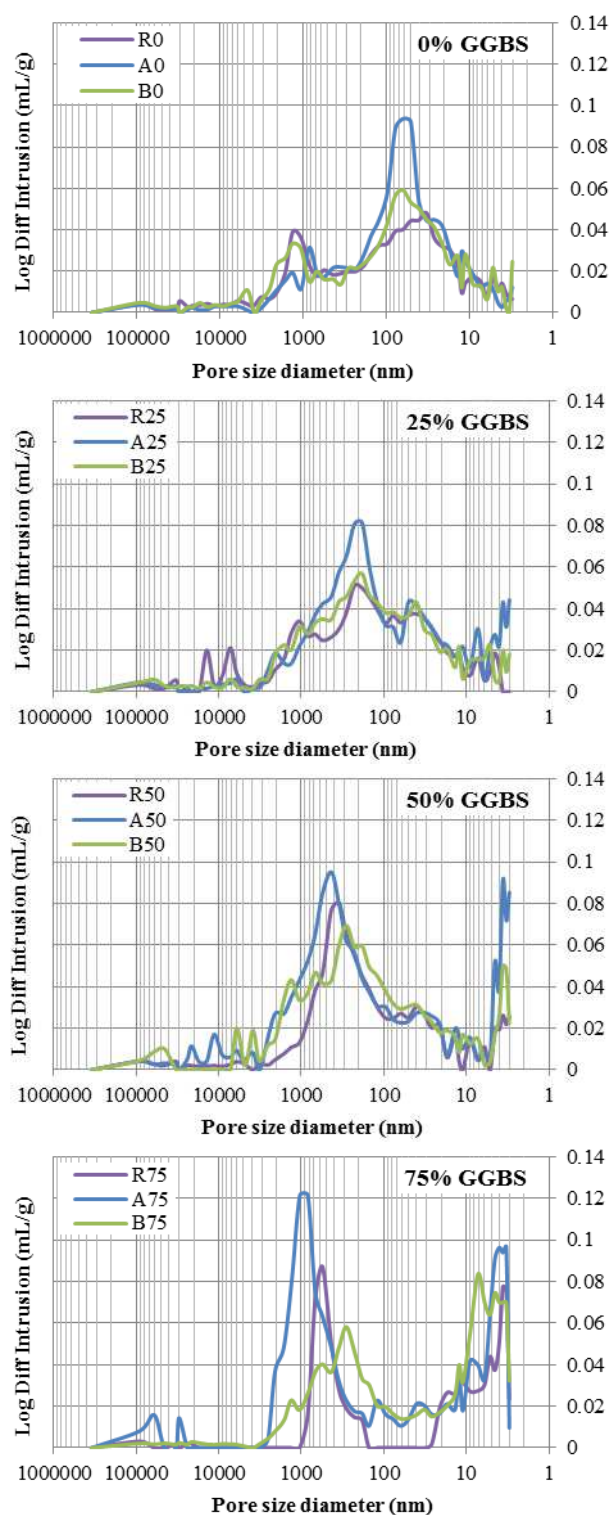 0% GGBS
R0
A0
B0
0.14
0.12
0.1
0.08
0.06
0.04
0.02
0
Log Diff Intrusion (mL/g)
1000000 100000 10000 1000 100 10 1
Pore size diameter (nm)
25% GGBS
R25
A25
B25
0.14
0.12
0.1
0.08
0.06
0.04
0.02
0
Log Diff Intrusion (mL/g)
1000000 100000 10000 1000 100 10 1
Pore size diameter (nm)
50% GGBS
R50
A50
B50
0.14
0.12
0.1
0.08
0.06
0.04
0.02
0
Log Diff Intrusion (mL/g)
1000000 100000 10000 1000 100 10 1
Pore size diameter (nm)
75% GGBS
R75
A75
B75
0.14
0.12
0.1
0.08
0.06
0.04
0.02
0
Log Diff Intrusion (mL/g)
1000000 100000 10000 1000 100 10 1
Pore size diameter (nm)